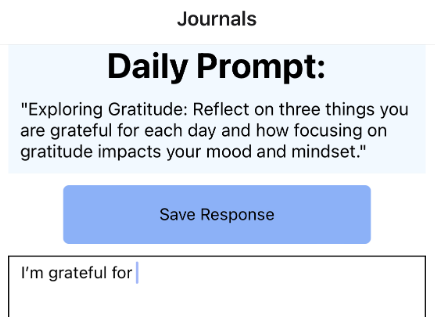 Journals
Daily Prompt:
"Exploring Gratitude: Reflect on three things you
are grateful for each day and how focusing on
gratitude impacts your mood and mindset."
Save Response
I'm grateful for